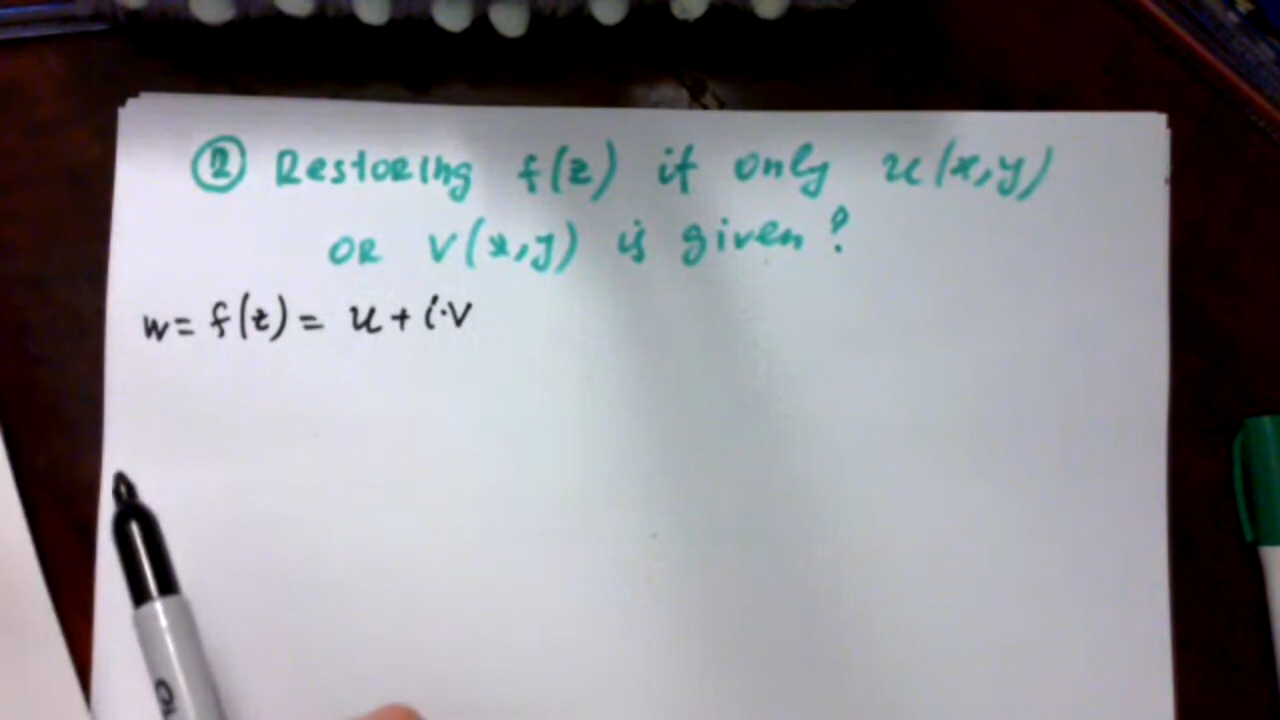 ② Restoring f(z) if only u(x,y)
OR v(x,y) is given?
w = f(z) = u + i·v